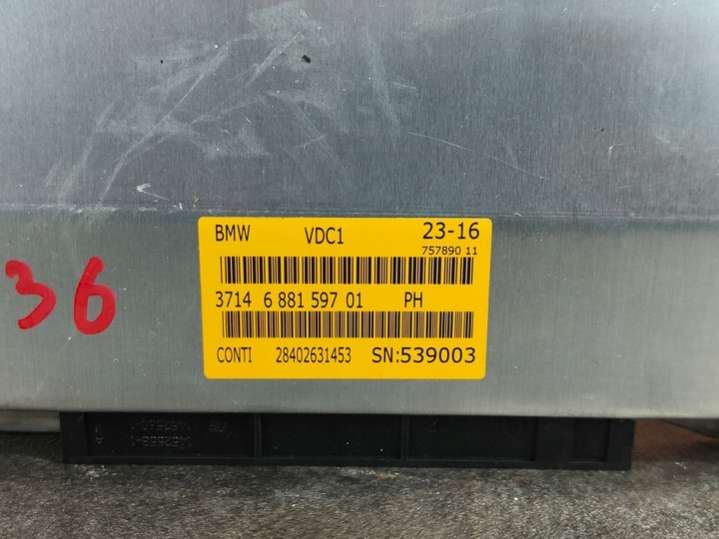 BMW VDC1 23-16
757890 11
3714 6 881 597 01 PH
CONTI 28402631453 SN:539003
36